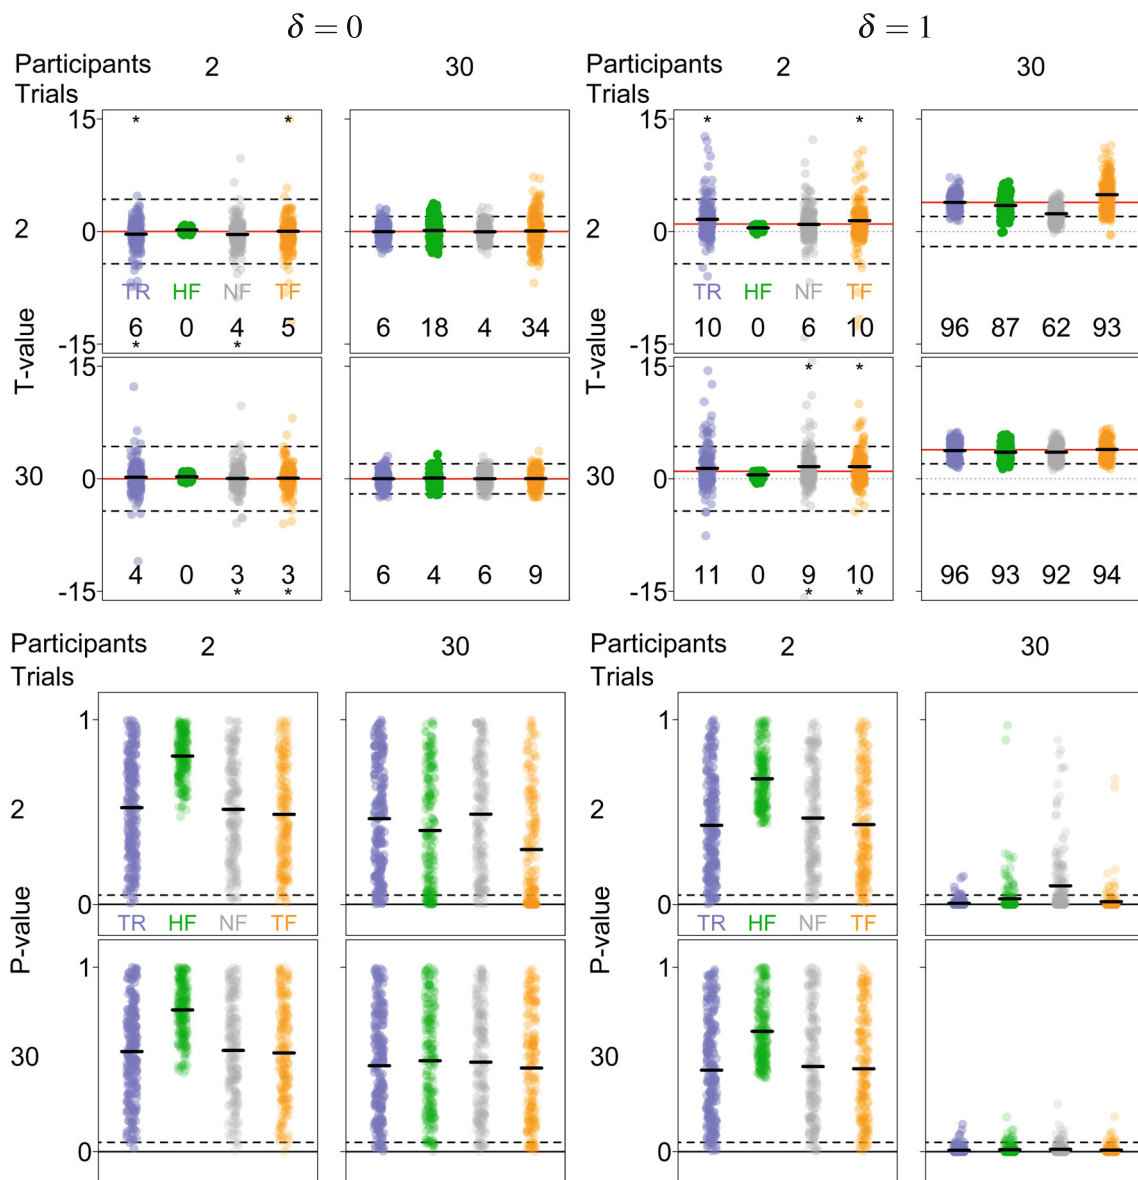 δ = 0 δ = 1
Participants 2 30 Participants 2 30
Trials Trials
15 * * 15 * *
2 0 2 0
TR HF NF TF TR HF NF TF
6 0 4 5 6 18 4 34 10 0 6 10 96 87 62 93
-15 * * -15
T-value T-value
15 15 * *
30 0 30 0
4 0 3 3 6 4 6 9 11 0 9 10 96 93 92 94
-15 * * -15 * *
Participants 2 30 Participants 2 30
Trials Trials
1 1
2 2
0 0
TR HF NF TF TR HF NF TF
P-value P-value
1 1
30 30
0 0